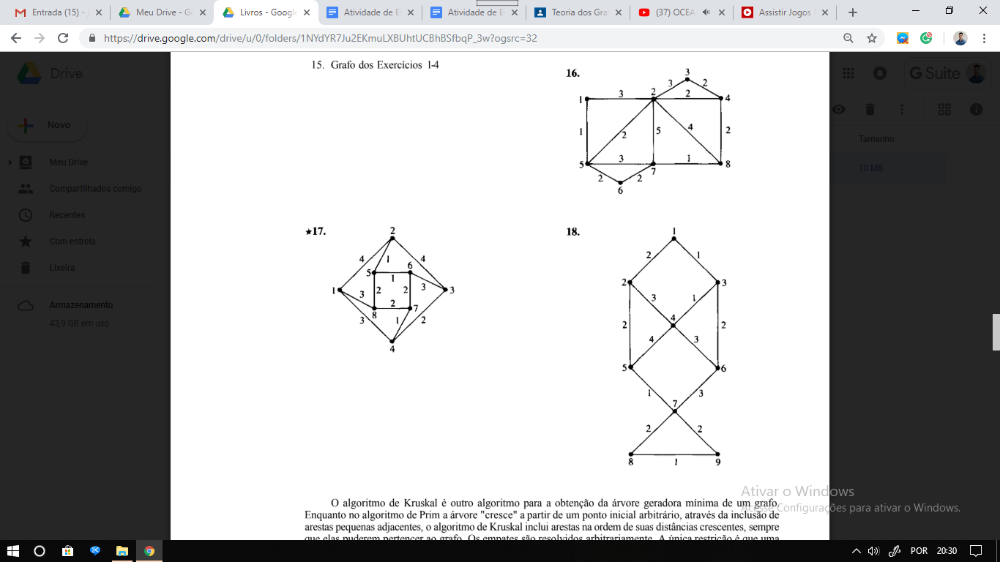 Entrada (15) - j
Meu Drive - Go
Livros - Google
Atividade de E
Atividade de E
Teoria dos Gra
(37) OCEA
Assistir Jogos
https://drive.google.com/drive/u/0/folders/1NYdYR7Ju2EKmuLXBUhtUCBhBSfbqP_3w?ogsrc=32
Drive
G Suite
Novo
Meu Drive
Compartilhados comigo
Recentes
Com estrela
Lixeira
Armazenamento
43,9 GB em uso
Tamanho
10 MB
15. Grafo dos Exercícios 1-4
16.
3
3 2
1 3 2 2 4
1 2 5 4 2
5 3 7 1 8
2 2
6
★17.
2
4 1 4
5 6
1
1 3 2 2 3 3
2
8 7
3 1 2
4
18.
1
2 1
2 3
3 1
4
2 2
4 3
5 6
1 3
7
2 2
8 1 9
O algoritmo de Kruskal é outro algoritmo para a obtenção da árvore geradora mínima de um grafo.
Enquanto no algoritmo de Prim a árvore "cresce" a partir de um ponto inicial arbitrário, através da inclusão de
arestas pequenas adjacentes, o algoritmo de Kruskal inclui arestas na ordem de suas distâncias crescentes, sempre
que elas puderem pertencer ao grafo. Os empates são resolvidos arbitrariamente. A única restrição é que uma
Ativar o Windows
Acesse Configurações para ativar o Windows.
POR
20:30